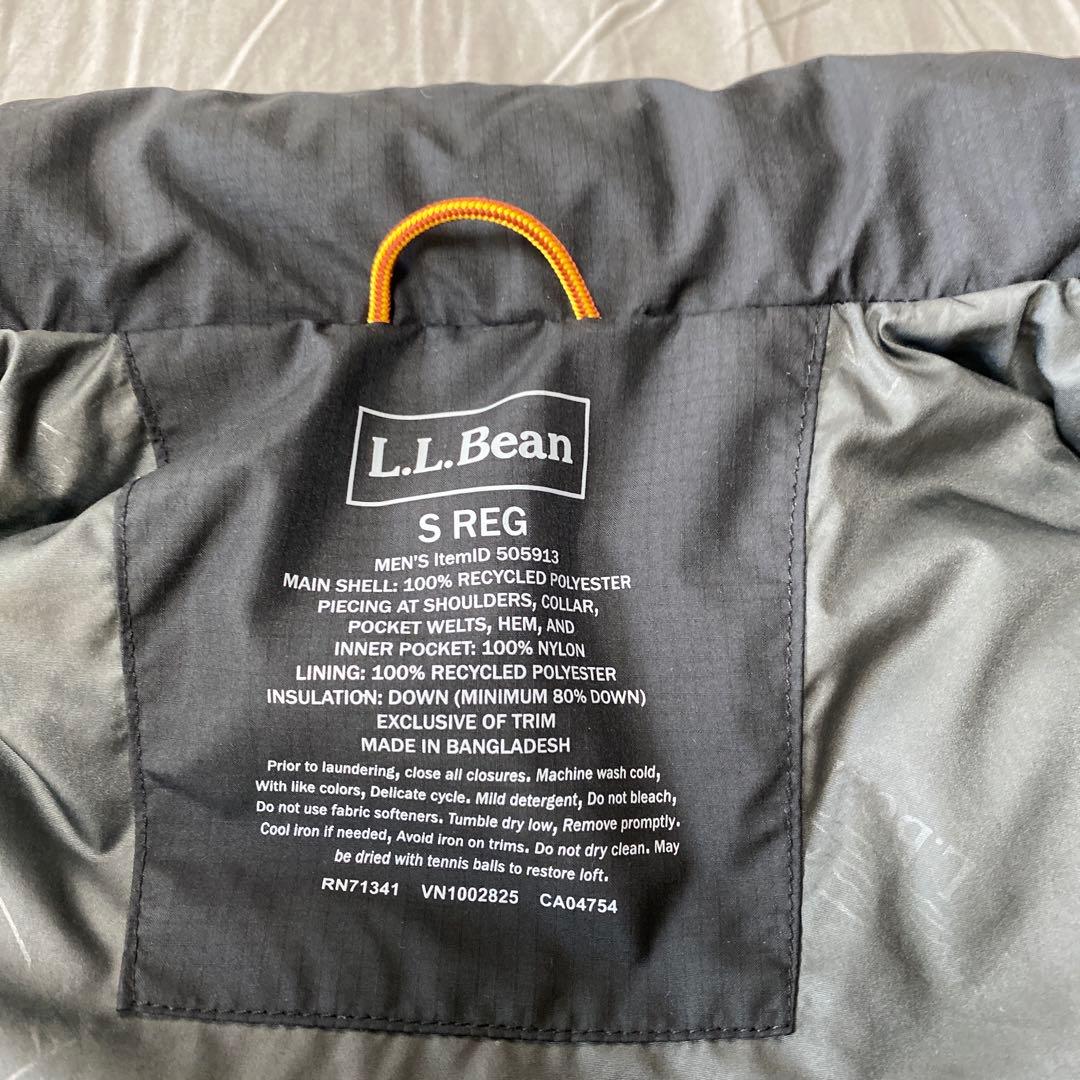 L.L.Bean
S REG
MEN'S ItemID 505913
MAIN SHELL: 100% RECYCLED POLYESTER
PIECING AT SHOULDERS, COLLAR,
POCKET WELTS, HEM, AND
INNER POCKET: 100% NYLON
LINING: 100% RECYCLED POLYESTER
INSULATION: DOWN (MINIMUM 80% DOWN)
EXCLUSIVE OF TRIM
MADE IN BANGLADESH
Prior to laundering, close all closures. Machine wash cold,
With like colors, Delicate cycle. Mild detergent, Do not bleach,
Do not use fabric softeners. Tumble dry low, Remove promptly.
Cool iron if needed, Avoid iron on trims. Do not dry clean. May
be dried with tennis balls to restore loft.
RN71341 VN1002825 CA04754